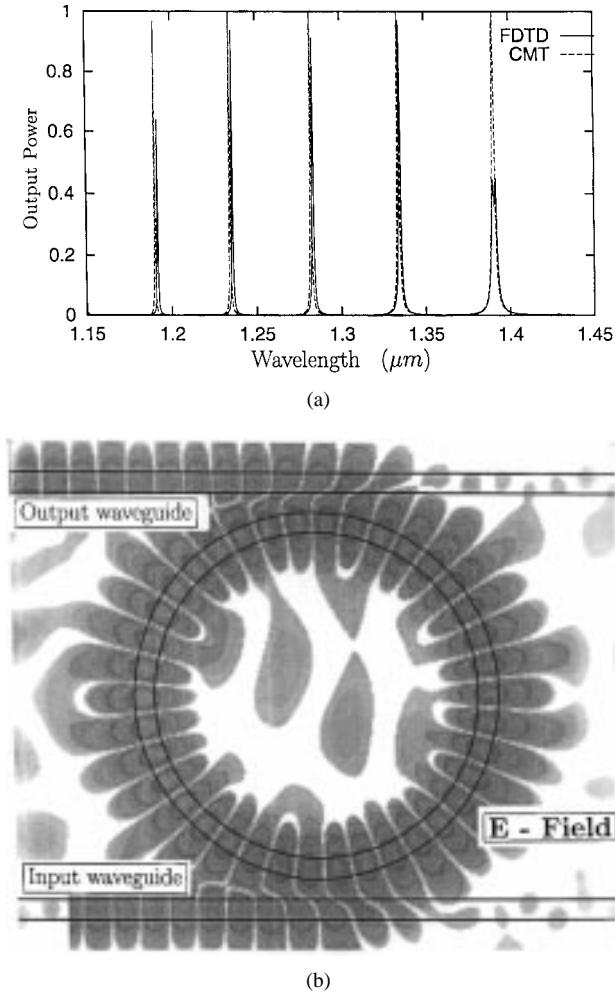 1
FDTD
CMT
0.8
0.6
0.4
0.2
0
Output Power
1.15
1.2
1.25
1.3
1.35
1.4
1.45
Wavelength (μm)
(a)
Output waveguide
E - Field
Input waveguide
(b)